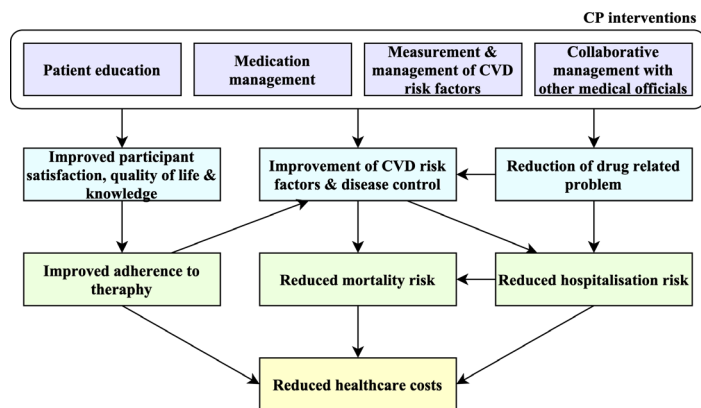 CP interventions
Patient education
Medication
management
Measurement &
management of CVD
risk factors
Collaborative
management with
other medical officials
Improved participant
satisfaction, quality of life &
knowledge
Improvement of CVD risk
factors & disease control
Reduction of drug related
problem
Improved adherence to
theraphy
Reduced mortality risk
Reduced hospitalisation risk
Reduced healthcare costs